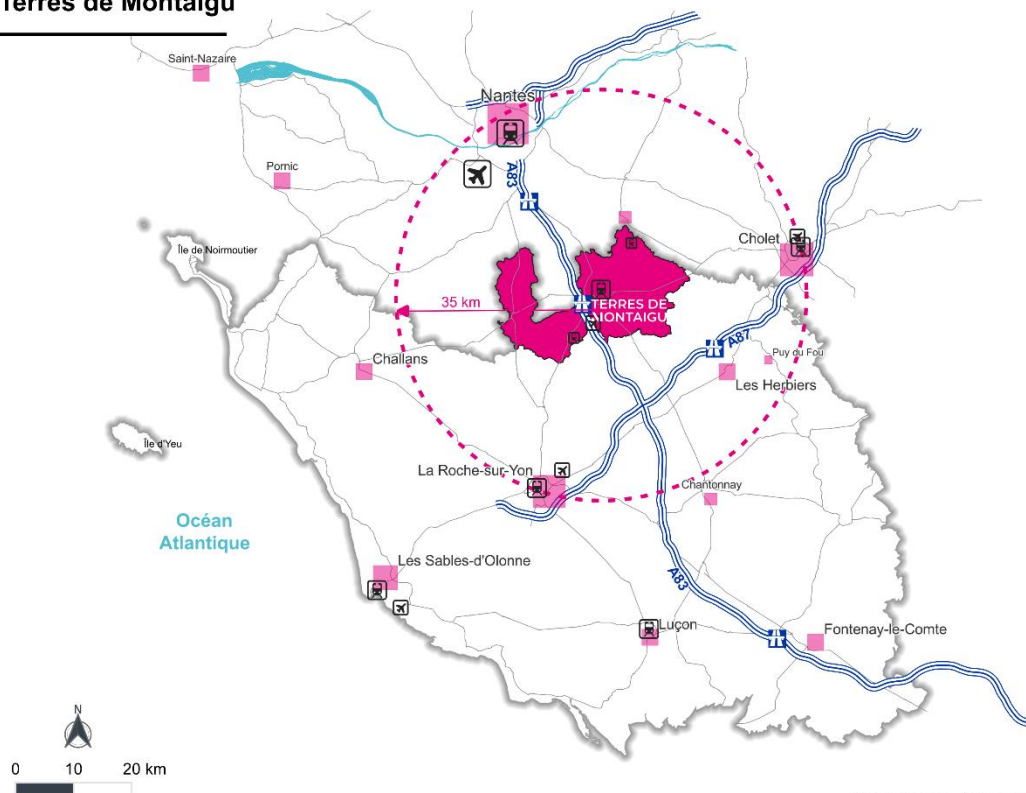 Terres de Montaigu
Saint-Nazaire
Nantes
Pornic
A83
Cholet
Île de Noirmoutier
35 km
TERRES DE
MONTAIGU
A87
Puy du Fou
Challans
Les Herbiers
Île d'Yeu
La Roche-sur-Yon
Chantonnay
Océan
Atlantique
Les Sables-d'Olonne
A83
Luçon
Fontenay-le-Comte
N
0 10 20 km